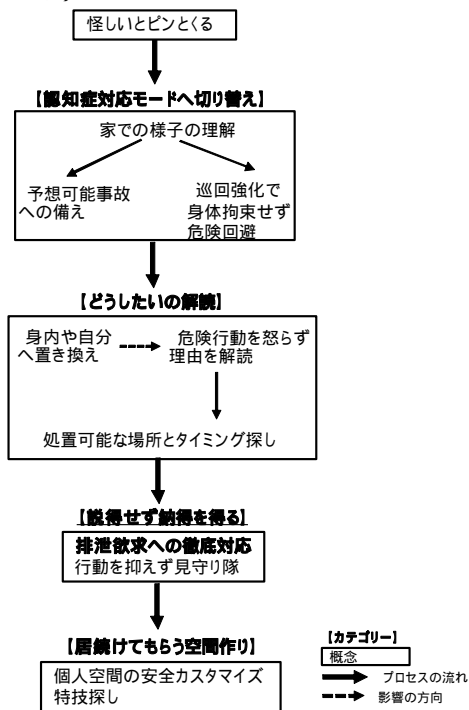 怪しいとピンとくる
【認知症対応モードへ切り替え】
家での様子の理解
予想可能事故
への備え
巡回強化で
身体拘束せず
危険回避
【どうしたいの解読】
身内や自分
へ置き換え
危険行動を怒らず
理由を解読
処置可能な場所とタイミング探し
【説得せず納得を得る】
排泄欲求への徹底対応
行動を抑えず見守り隊
【居続けてもらう空間作り】
個人空間の安全カスタマイズ
特技探し
【カテゴリー】
概念
プロセスの流れ
影響の方向